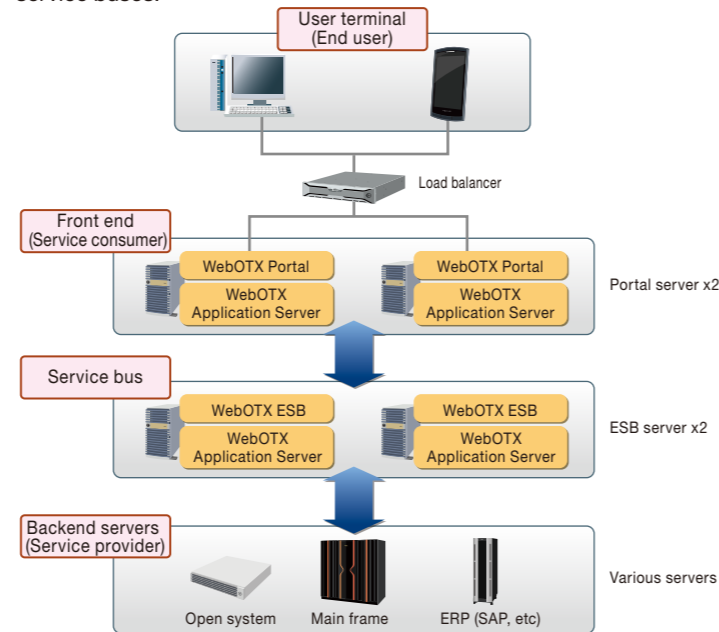 service buses.
User terminal
(End user)
Load balancer
Front end
(Service consumer)
WebOTX Portal
WebOTX
Application Server
WebOTX Portal
WebOTX
Application Server
Portal server x2
Service bus
WebOTX ESB
WebOTX
Application Server
WebOTX ESB
WebOTX
Application Server
ESB server x2
Backend servers
(Service provider)
Open system
Main frame
ERP (SAP, etc)
Various servers